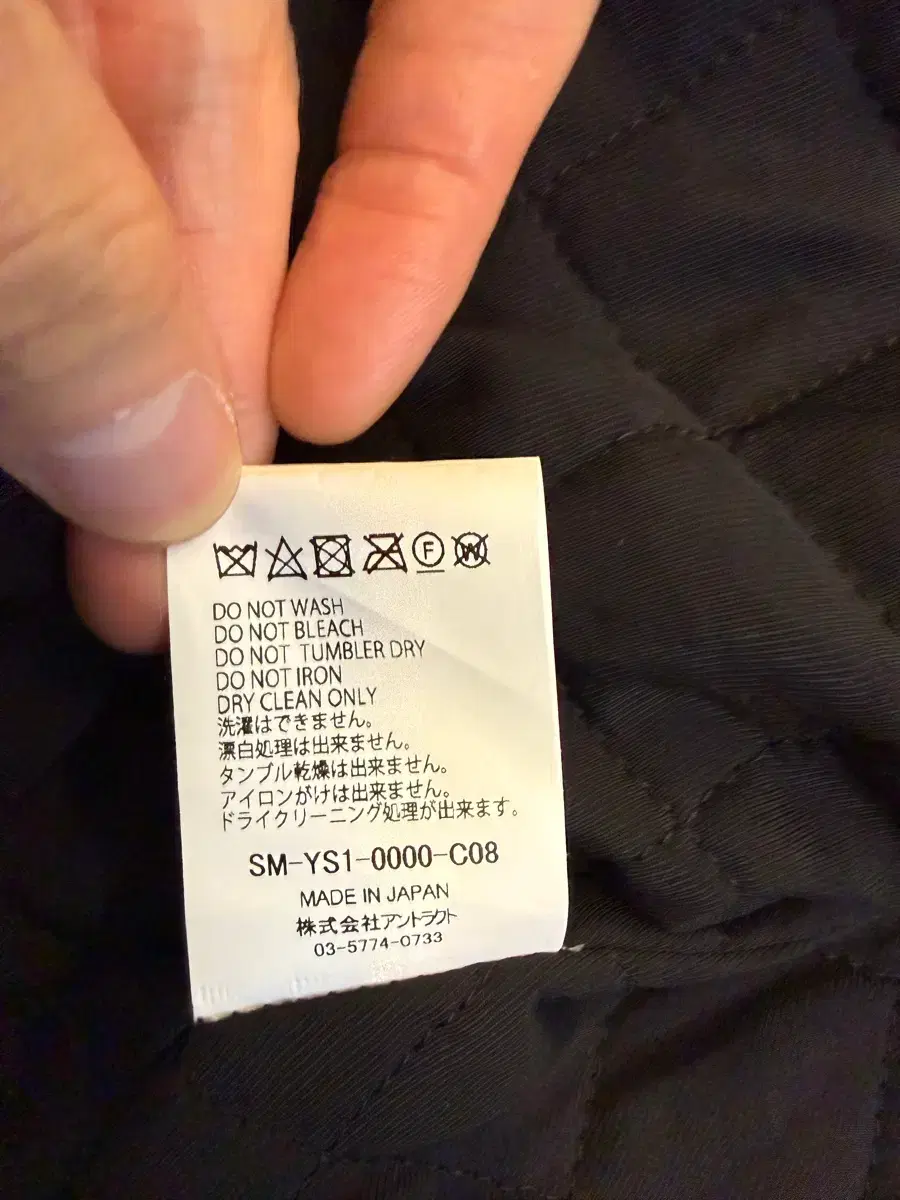 F W
DO NOT WASH
DO NOT BLEACH
DO NOT TUMBLER DRY
DO NOT IRON
DRY CLEAN ONLY
洗濯はできません。
漂白処理は出来ません。
タンブル乾燥は出来ません。
アイロンがけは出来ません。
ドライクリーニング処理が出来ます。
SM-YS1-0000-C08
MADE IN JAPAN
株式会社アントラクト
03-5774-0733